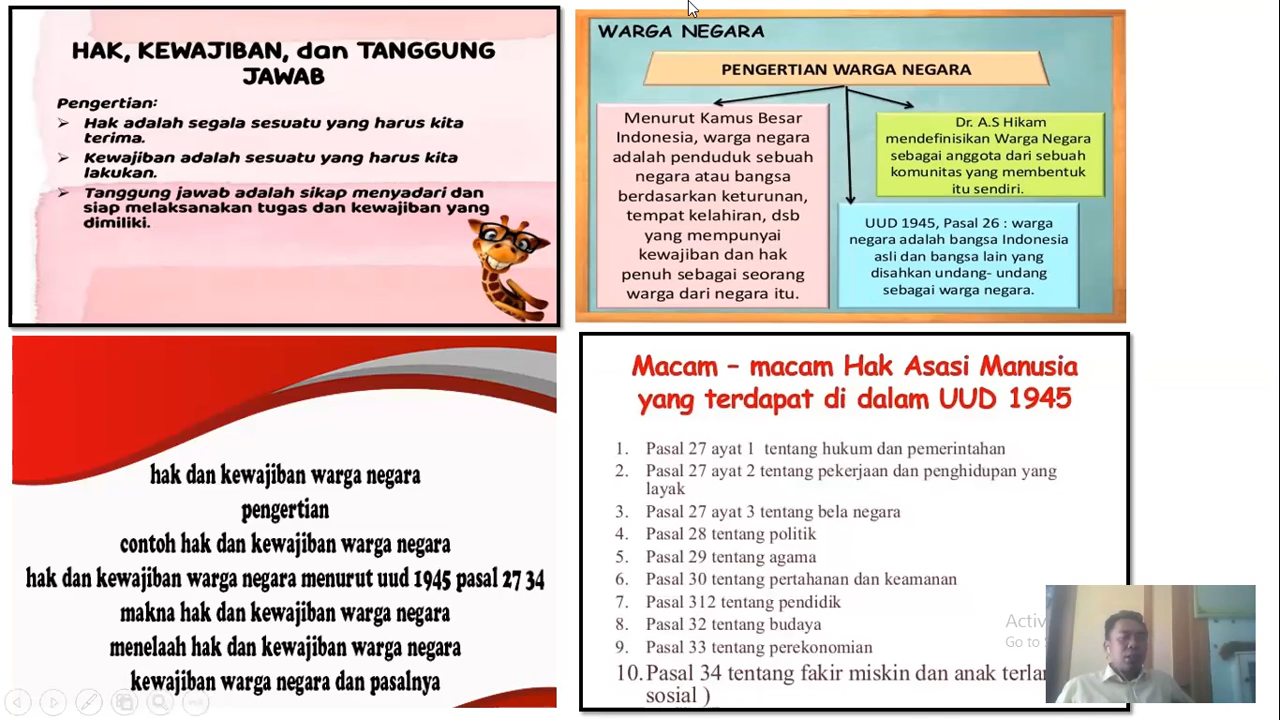 HAK, KEWAJIBAN, dan TANGGUNG
JAWAB
Pengertian:
➢ Hak adalah segala sesuatu yang harus kita
terima.
➢ Kewajiban adalah sesuatu yang harus kita
lakukan.
➢ Tanggung jawab adalah sikap menyadari dan
siap melaksanakan tugas dan kewajiban yang
dimiliki.
WARGA NEGARA
PENGERTIAN WARGA NEGARA
Menurut Kamus Besar
Indonesia, warga negara
adalah penduduk sebuah
negara atau bangsa
berdasarkan keturunan,
tempat kelahiran, dsb
yang mempunyai
kewajiban dan hak
penuh sebagai seorang
warga dari negara itu.
Dr. A.S Hikam
mendefinisikan Warga Negara
sebagai anggota dari sebuah
komunitas yang membentuk
itu sendiri.
UUD 1945, Pasal 26 : warga
negara adalah bangsa Indonesia
asli dan bangsa lain yang
disahkan undang- undang
sebagai warga negara.
hak dan kewajiban warga negara
pengertian
contoh hak dan kewajiban warga negara
hak dan kewajiban warga negara menurut uud 1945 pasal 27 34
makna hak dan kewajiban warga negara
menelaah hak dan kewajiban warga negara
kewajiban warga negara dan pasalnya
Macam – macam Hak Asasi Manusia
yang terdapat di dalam UUD 1945
1. Pasal 27 ayat 1 tentang hukum dan pemerintahan
2. Pasal 27 ayat 2 tentang pekerjaan dan penghidupan yang
layak
3. Pasal 27 ayat 3 tentang bela negara
4. Pasal 28 tentang politik
5. Pasal 29 tentang agama
6. Pasal 30 tentang pertahanan dan keamanan
7. Pasal 312 tentang pendidik
8. Pasal 32 tentang budaya
9. Pasal 33 tentang perekonomian
10. Pasal 34 tentang fakir miskin dan anak
sosial )
Go to